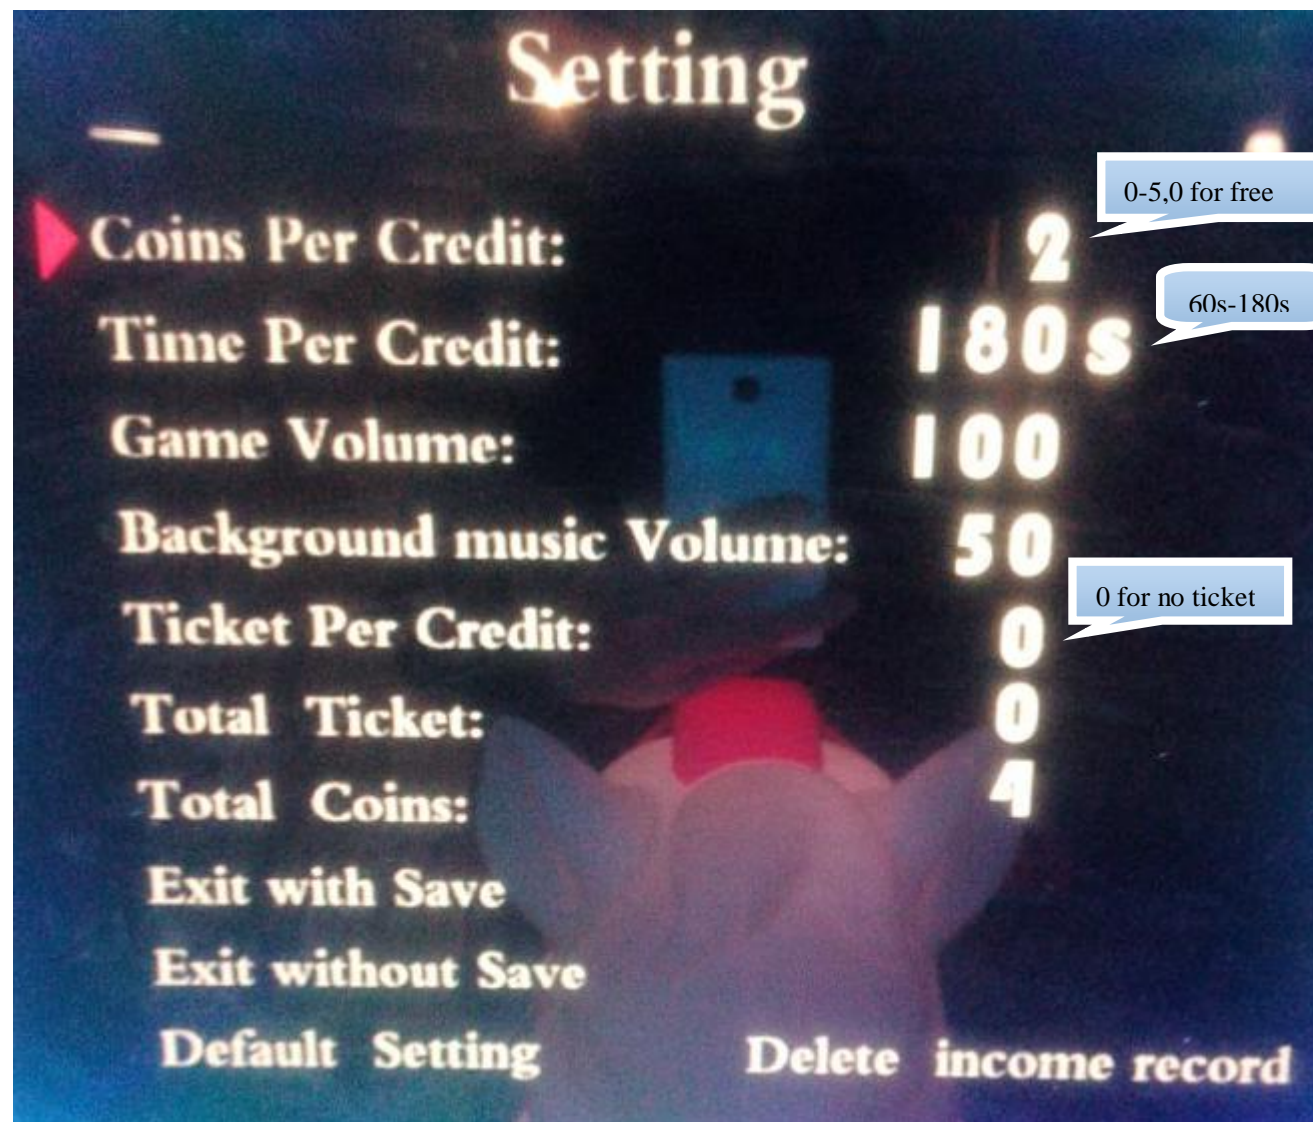 Setting
Coins Per Credit: 2
0-5,0 for free
Time Per Credit: 180s
60s-180s
Game Volume: 100
Background music Volume: 50
Ticket Per Credit: 0
0 for no ticket
Total Ticket: 0
Total Coins: 4
Exit with Save
Exit without Save
Default Setting Delete income record